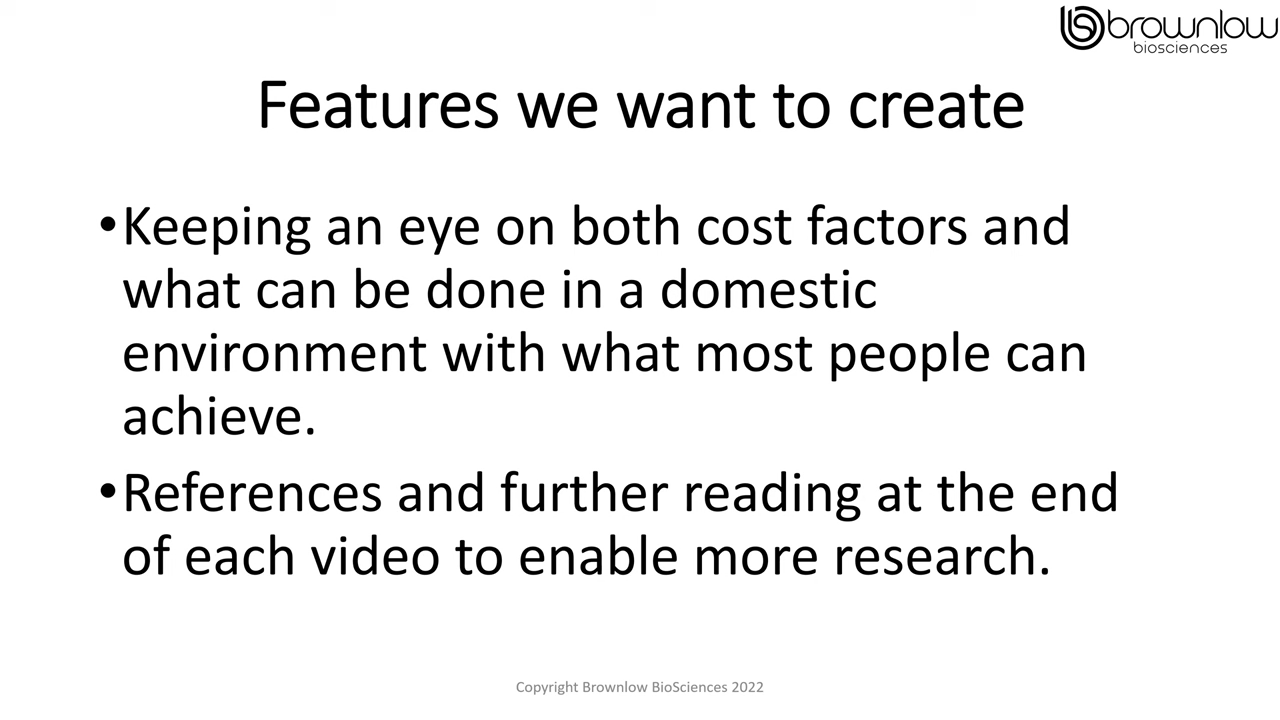 brownlow
biosciences
Features we want to create
•Keeping an eye on both cost factors and
what can be done in a domestic
environment with what most people can
achieve.
•References and further reading at the end
of each video to enable more research.
Copyright Brownlow BioSciences 2022